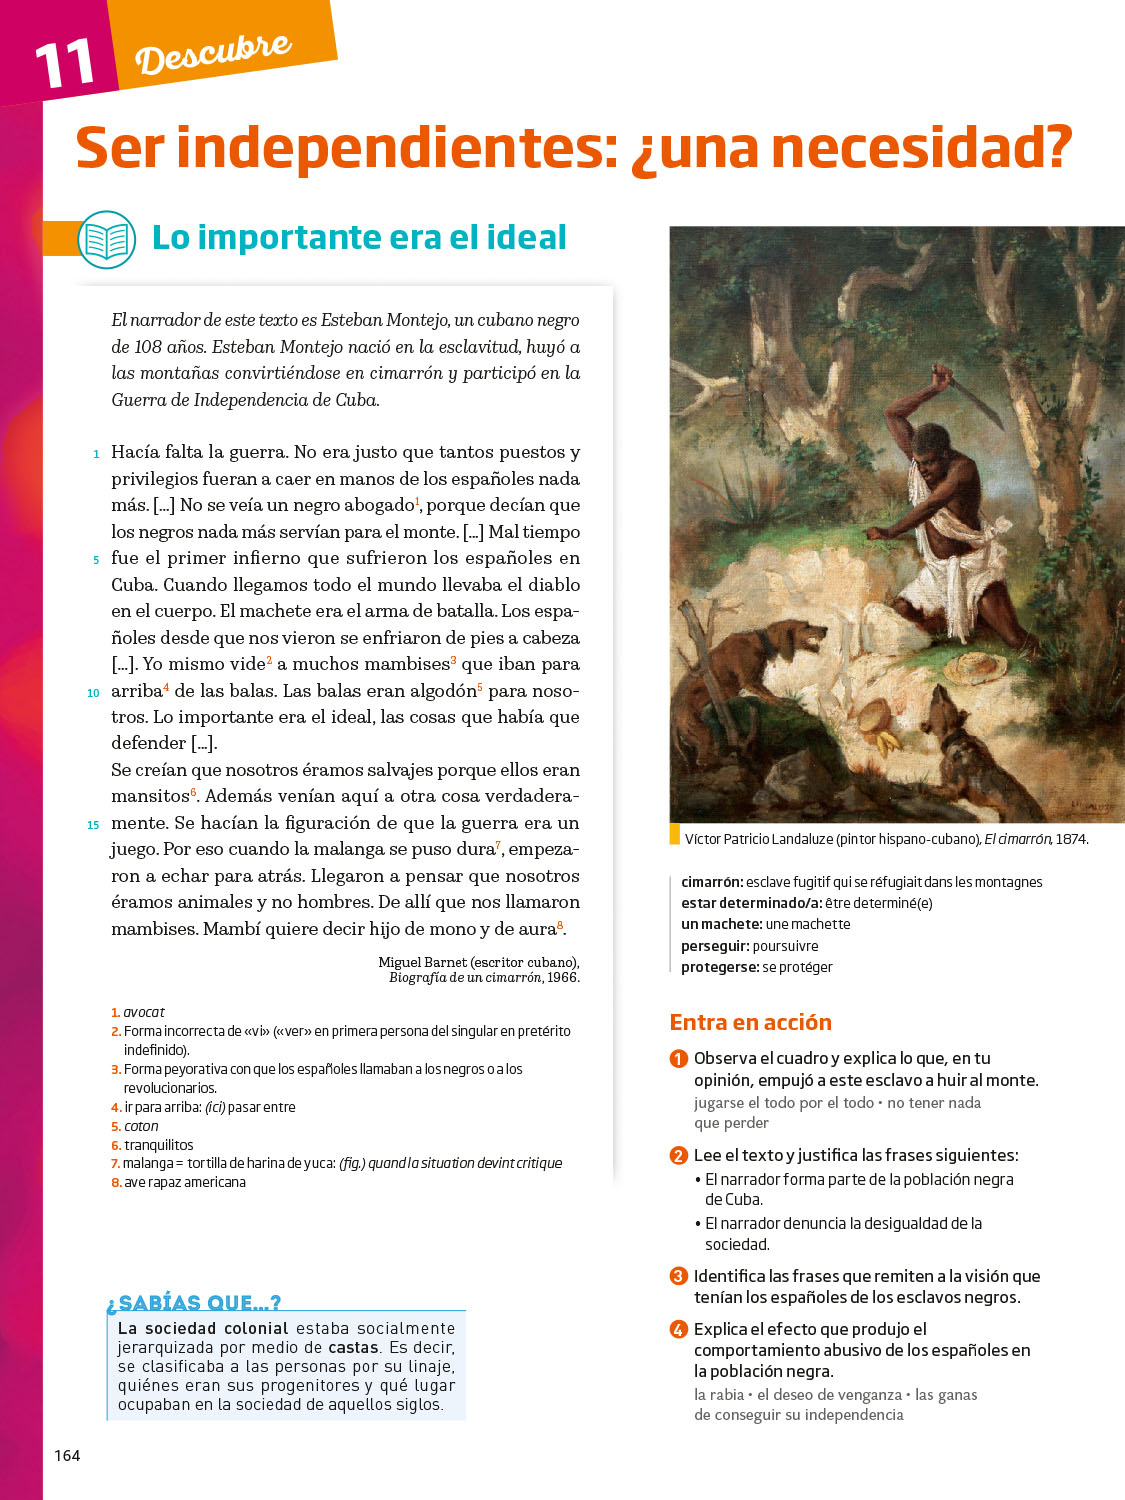 11
Descubre
Ser independientes: ¿una necesidad?
Lo importante era el ideal
El narrador de este texto es Esteban Montejo, un cubano negro
de 108 años. Esteban Montejo nació en la esclavitud, huyó a
las montañas convirtiéndose en cimarrón y participó en la
Guerra de Independencia de Cuba.
1 Hacía falta la guerra. No era justo que tantos puestos y
privilegios fueran a caer en manos de los españoles nada
más. [...] No se veía un negro abogado1, porque decían que
los negros nada más servían para el monte. [...] Mal tiempo
5 fue el primer infierno que sufrieron los españoles en
Cuba. Cuando llegamos todo el mundo llevaba el diablo
en el cuerpo. El machete era el arma de batalla. Los espa-
ñoles desde que nos vieron se enfriaron de pies a cabeza
[...]. Yo mismo vide2 a muchos mambises3 que iban para
10 arriba4 de las balas. Las balas eran algodón5 para noso-
tros. Lo importante era el ideal, las cosas que había que
defender [...].
Se creían que nosotros éramos salvajes porque ellos eran
mansitos6. Además venían aquí a otra cosa verdadera-
15 mente. Se hacían la figuración de que la guerra era un
juego. Por eso cuando la malanga se puso dura7, empeza-
ron a echar para atrás. Llegaron a pensar que nosotros
éramos animales y no hombres. De allí que nos llamaron
mambises. Mambí quiere decir hijo de mono y de aura8.
Miguel Barnet (escritor cubano),
Biografía de un cimarrón, 1966.
1. avocat
2. Forma incorrecta de «vi» («ver» en primera persona del singular en pretérito
indefinido).
3. Forma peyorativa con que los españoles llamaban a los negros o a los
revolucionarios.
4. ir para arriba: (ici) pasar entre
5. coton
6. tranquilitos
7. malanga = tortilla de harina de yuca: (fig.) quand la situation devint critique
8. ave rapaz americana
¿SABÍAS QUE...?
La sociedad colonial estaba socialmente
jerarquizada por medio de castas. Es decir,
se clasificaba a las personas por su linaje,
quiénes eran sus progenitores y qué lugar
ocupaban en la sociedad de aquellos siglos.
164
Víctor Patricio Landaluze (pintor hispano-cubano), El cimarrón, 1874.
cimarrón: esclave fugitif qui se réfugiait dans les montagnes
estar determinado/a: être determiné(e)
un machete: une machette
perseguir: poursuivre
protegerse: se protéger
Entra en acción
1 Observa el cuadro y explica lo que, en tu
opinión, empujó a este esclavo a huir al monte.
jugarse el todo por el todo • no tener nada
que perder
2 Lee el texto y justifica las frases siguientes:
• El narrador forma parte de la población negra
de Cuba.
• El narrador denuncia la desigualdad de la
sociedad.
3 Identifica las frases que remiten a la visión que
tenían los españoles de los esclavos negros.
4 Explica el efecto que produjo el
comportamiento abusivo de los españoles en
la población negra.
la rabia • el deseo de venganza • las ganas
de conseguir su independencia